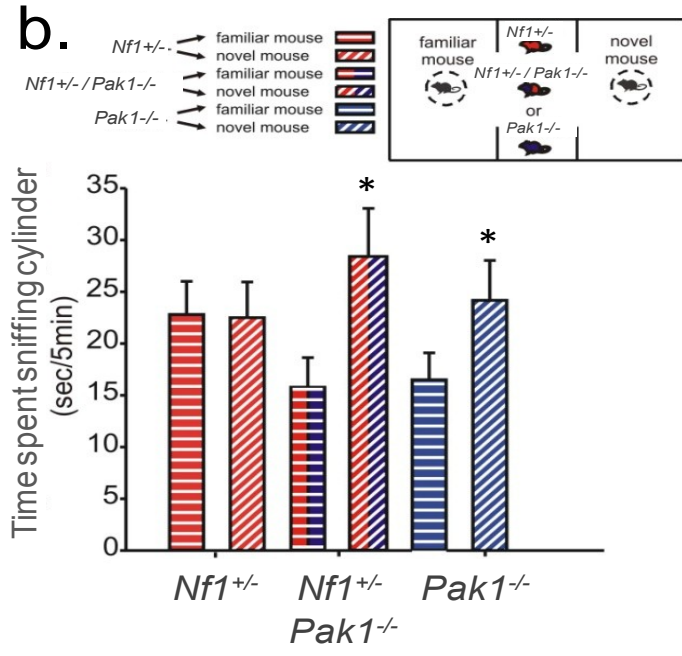 b.
Nf1+/-
familiar mouse
novel mouse
Nf1+/- / Pak1-/-
familiar mouse
novel mouse
Pak1-/-
familiar mouse
novel mouse
familiar
mouse
Nf1+/-
Nf1+/- / Pak1-/-
or
Pak1-/-
novel
mouse
Time spent sniffing cylinder
(sec/5min)
35
30
25
20
15
10
5
0
*
*
Nf1+/-
Nf1+/-
Pak1-/-
Pak1-/-